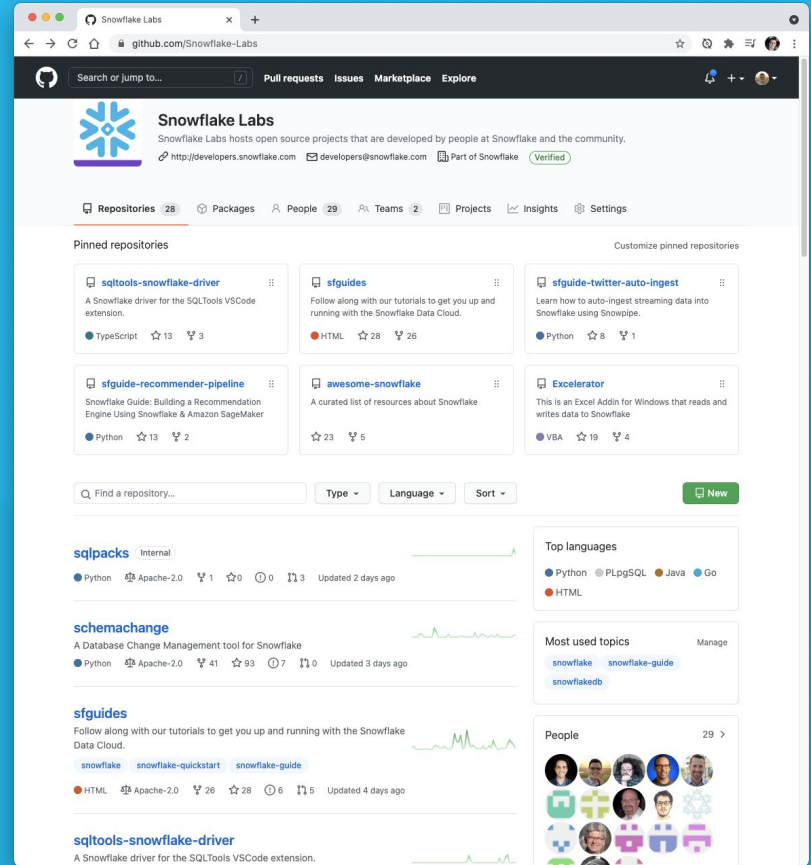 Snowflake Labs
github.com/Snowflake-Labs
Search or jump to... /
Pull requests Issues Marketplace Explore
Snowflake Labs
Snowflake Labs hosts open source projects that are developed by people at Snowflake and the community.
http://developers.snowflake.com developers@snowflake.com Part of Snowflake Verified
Repositories 28 Packages People 29 Teams 2 Projects Insights Settings
Pinned repositories
Customize pinned repositories
sqltools-snowflake-driver
A Snowflake driver for the SQLTools VSCode
extension.
TypeScript 13 3
sfguides
Follow along with our tutorials to get you up and
running with the Snowflake Data Cloud.
HTML 28 26
sfguide-twitter-auto-ingest
Learn how to auto-ingest streaming data into
Snowflake using Snowpipe.
Python 8 1
sfguide-recommender-pipeline
Snowflake Guide: Building a Recommendation
Engine Using Snowflake & Amazon SageMaker
Python 13 2
awesome-snowflake
A curated list of resources about Snowflake
23 5
Excelerator
This is an Excel Addin for Windows that reads and
writes data to Snowflake
VBA 19 4
Find a repository...
Type Language Sort
New
sqlpacks Internal
Python Apache-2.0 1 0 0 3 Updated 2 days ago
schemachange
A Database Change Management tool for Snowflake
Python Apache-2.0 41 93 7 0 Updated 3 days ago
sfguides
Follow along with our tutorials to get you up and running with the Snowflake
Data Cloud.
snowflake snowflake-quickstart snowflake-guide
HTML Apache-2.0 26 28 6 5 Updated 4 days ago
sqltools-snowflake-driver
A Snowflake driver for the SQLTools VSCode extension.
Top languages
Python PLpgSQL Java Go
HTML
Most used topics
Manage
snowflake snowflake-guide
snowflakedb
People
29 >